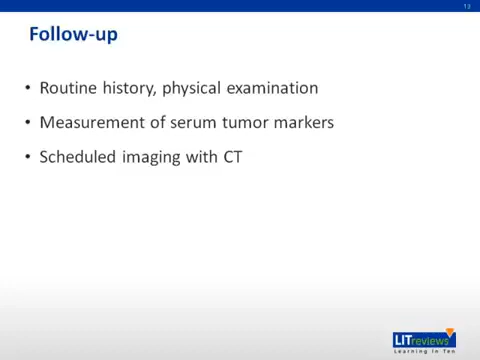 13
Follow-up
• Routine history, physical examination
• Measurement of serum tumor markers
• Scheduled imaging with CT
LITreviews
Learning In Ten